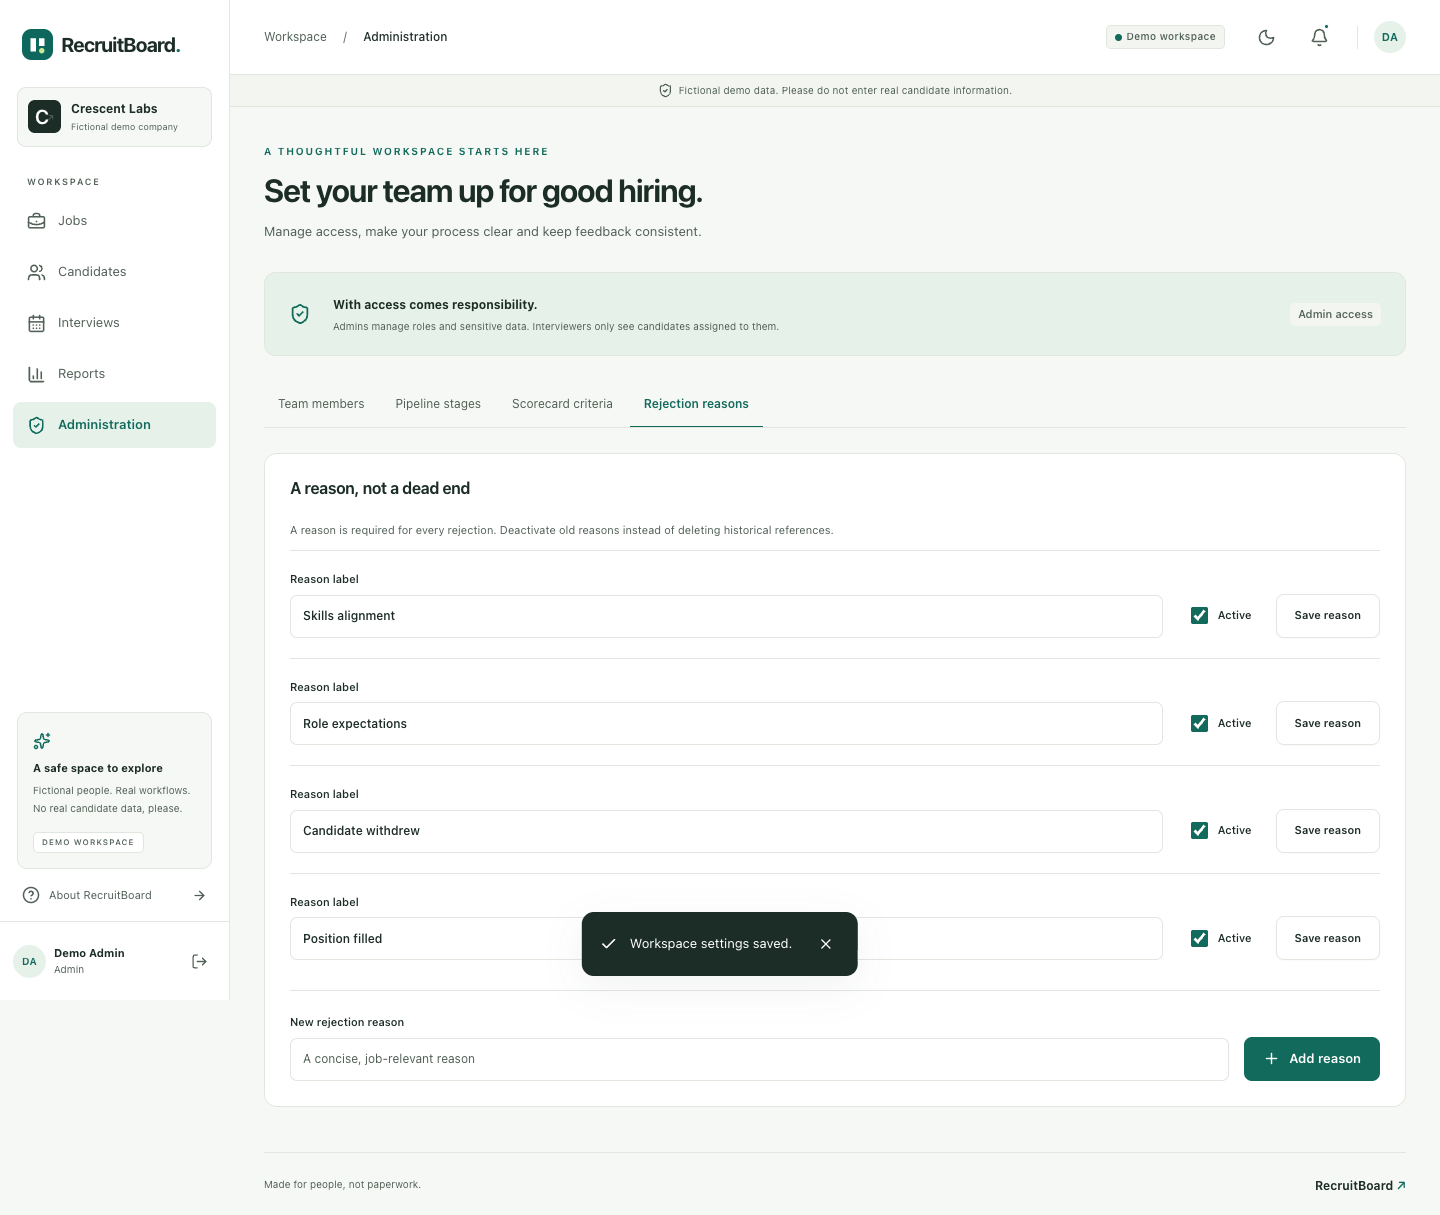 RecruitBoard.
Workspace / Administration
Demo workspace
DA
Fictional demo data. Please do not enter real candidate information.
C
Crescent Labs
Fictional demo company
WORKSPACE
Jobs
Candidates
Interviews
Reports
Administration
A safe space to explore
Fictional people. Real workflows.
No real candidate data, please.
DEMO WORKSPACE
About RecruitBoard
DA
Demo Admin
Admin
A THOUGHTFUL WORKSPACE STARTS HERE
Set your team up for good hiring.
Manage access, make your process clear and keep feedback consistent.
With access comes responsibility.
Admins manage roles and sensitive data. Interviewers only see candidates assigned to them.
Admin access
Team members Pipeline stages Scorecard criteria Rejection reasons
A reason, not a dead end
A reason is required for every rejection. Deactivate old reasons instead of deleting historical references.
Reason label
Skills alignment Active Save reason
Reason label
Role expectations Active Save reason
Reason label
Candidate withdrew Active Save reason
Reason label
Position filled Active Save reason
Workspace settings saved.
New rejection reason
A concise, job-relevant reason Add reason
Made for people, not paperwork.
RecruitBoard